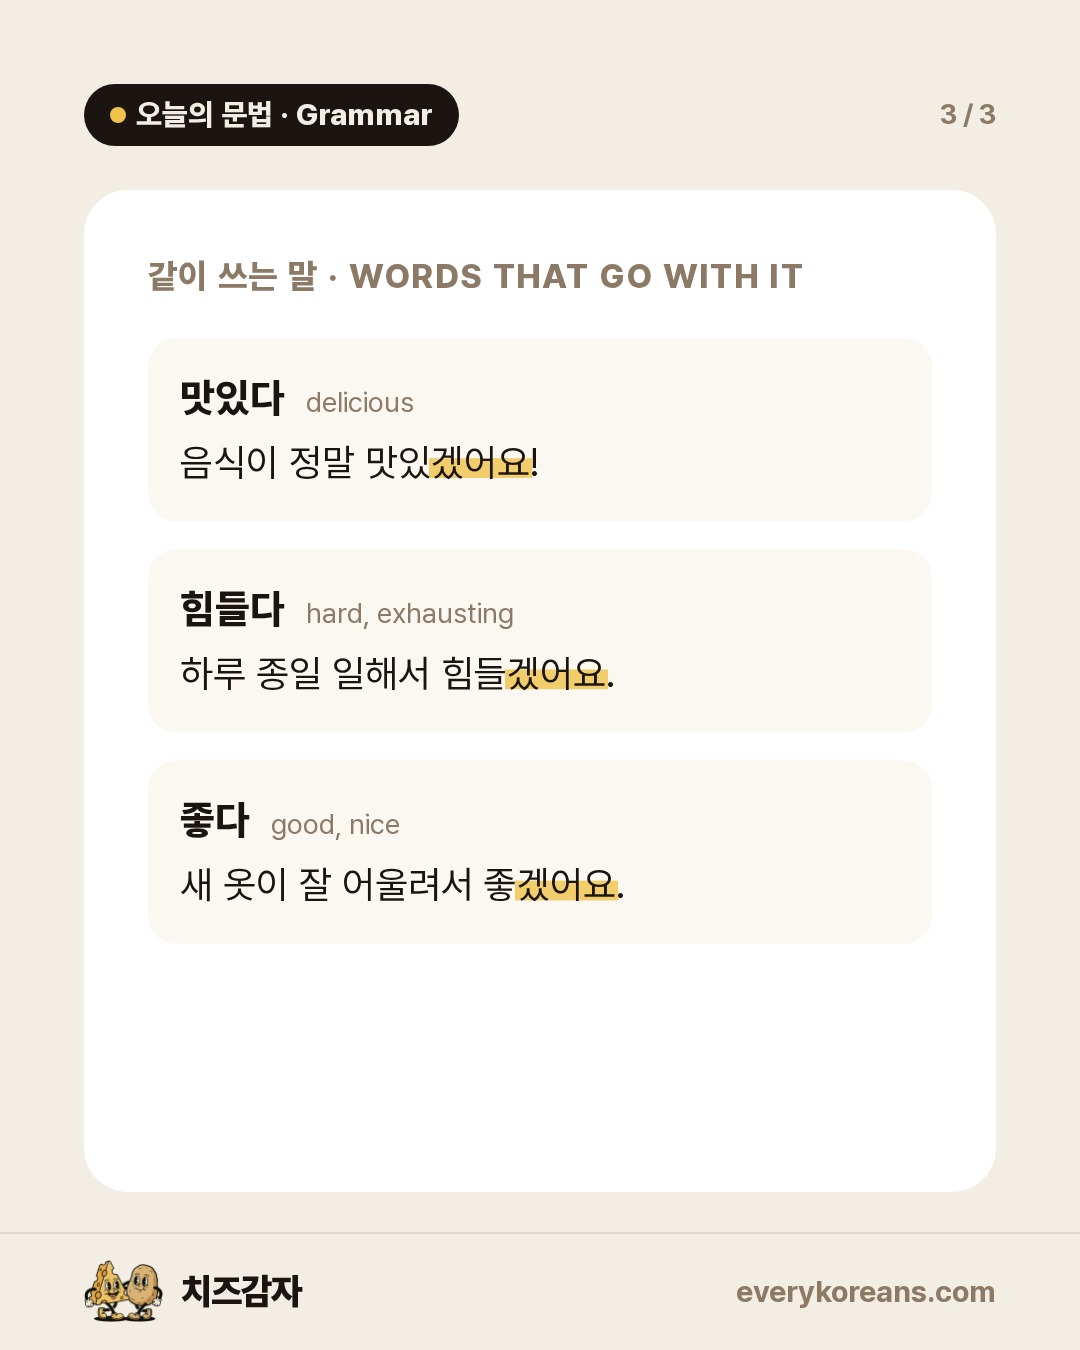 오늘의 문법 · Grammar
3 / 3
같이 쓰는 말 · WORDS THAT GO WITH IT
맛있다 delicious
음식이 정말 맛있겠어요!
힘들다 hard, exhausting
하루 종일 일해서 힘들겠어요.
좋다 good, nice
새 옷이 잘 어울려서 좋겠어요.
치즈감자
everykoreans.com